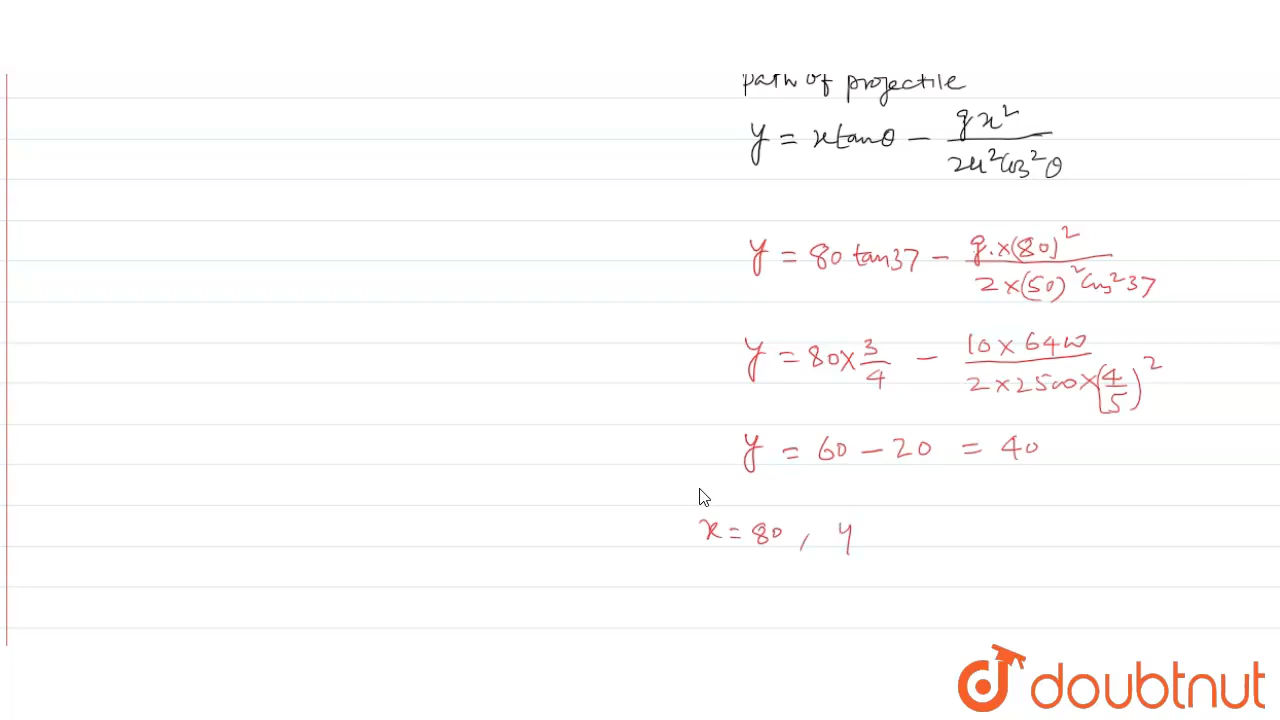 path of projectile
y = x tanθ − gx²/2u²Cos²θ
y = 80 tan37 − g.×(80)²/2×(50)²Cos²37
y = 80×3/4 − 10×6400/2×2500×(4/5)²
y = 60 − 20 = 40
x = 80 , y
doubtnut